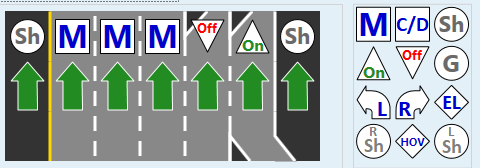 Sh M M M Off On Sh
M C/D Sh
On Off G
L R EL
R Sh HOV L Sh